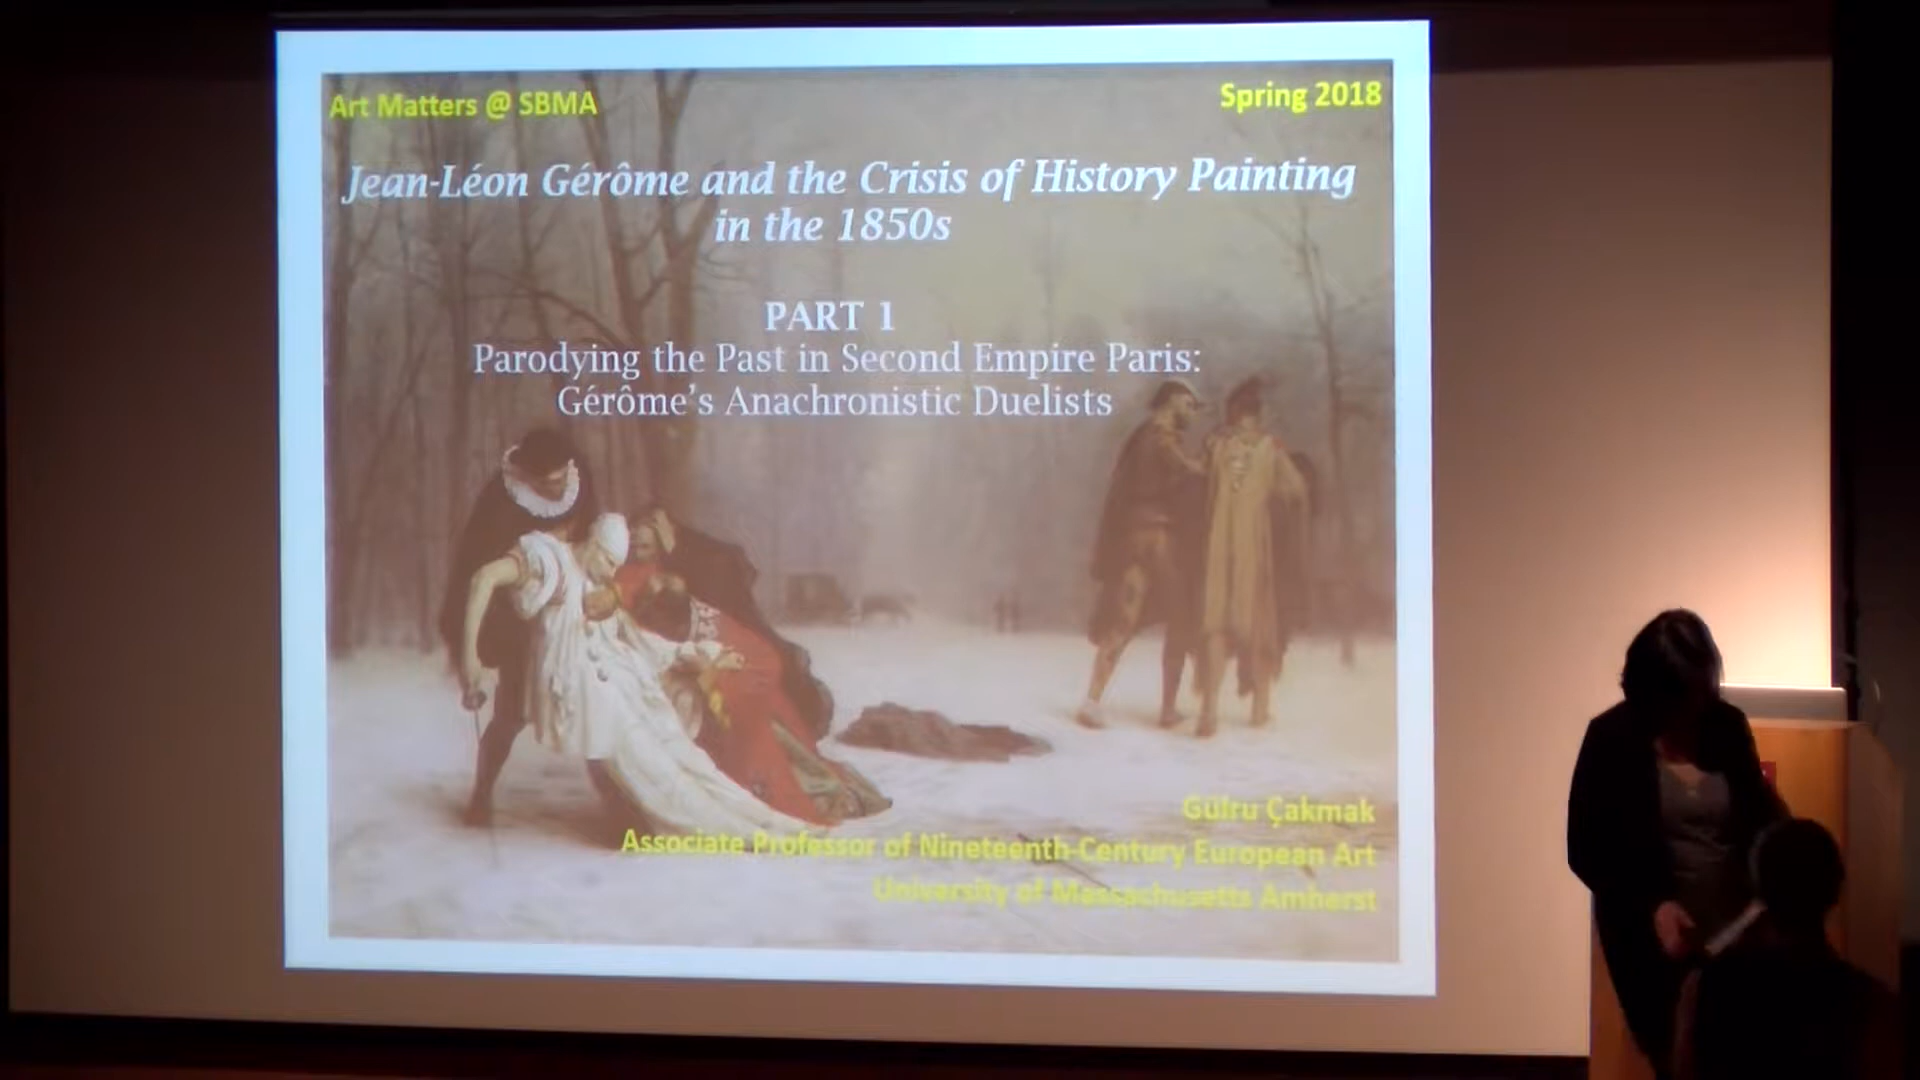 Art Matters @ SBMA
Spring 2018
Jean-Léon Gérôme and the Crisis of History Painting
in the 1850s
PART 1
Parodying the Past in Second Empire Paris:
Gérôme's Anachronistic Duelists
Gülru Çakmak
Associate Professor of Nineteenth-Century European Art
University of Massachusetts Amherst